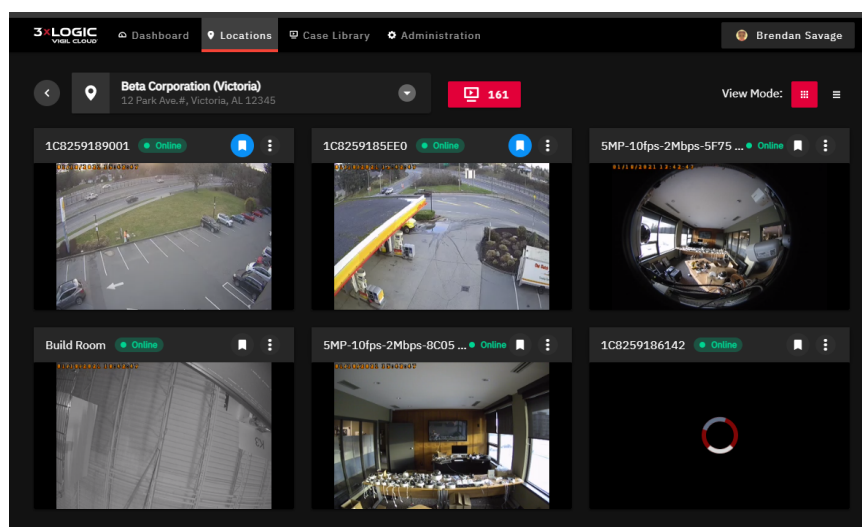 3×LOGIC
VIGIL CLOUD
Dashboard
Locations
Case Library
Administration
Brendan Savage
Beta Corporation (Victoria)
12 Park Ave.#, Victoria, AL 12345
161
View Mode:
1C8259189001
Online
1C8259185EE0
Online
5MP-10fps-2Mbps-5F75 ...
Online
Build Room
Online
5MP-10fps-2Mbps-8C05 ...
Online
1C8259186142
Online